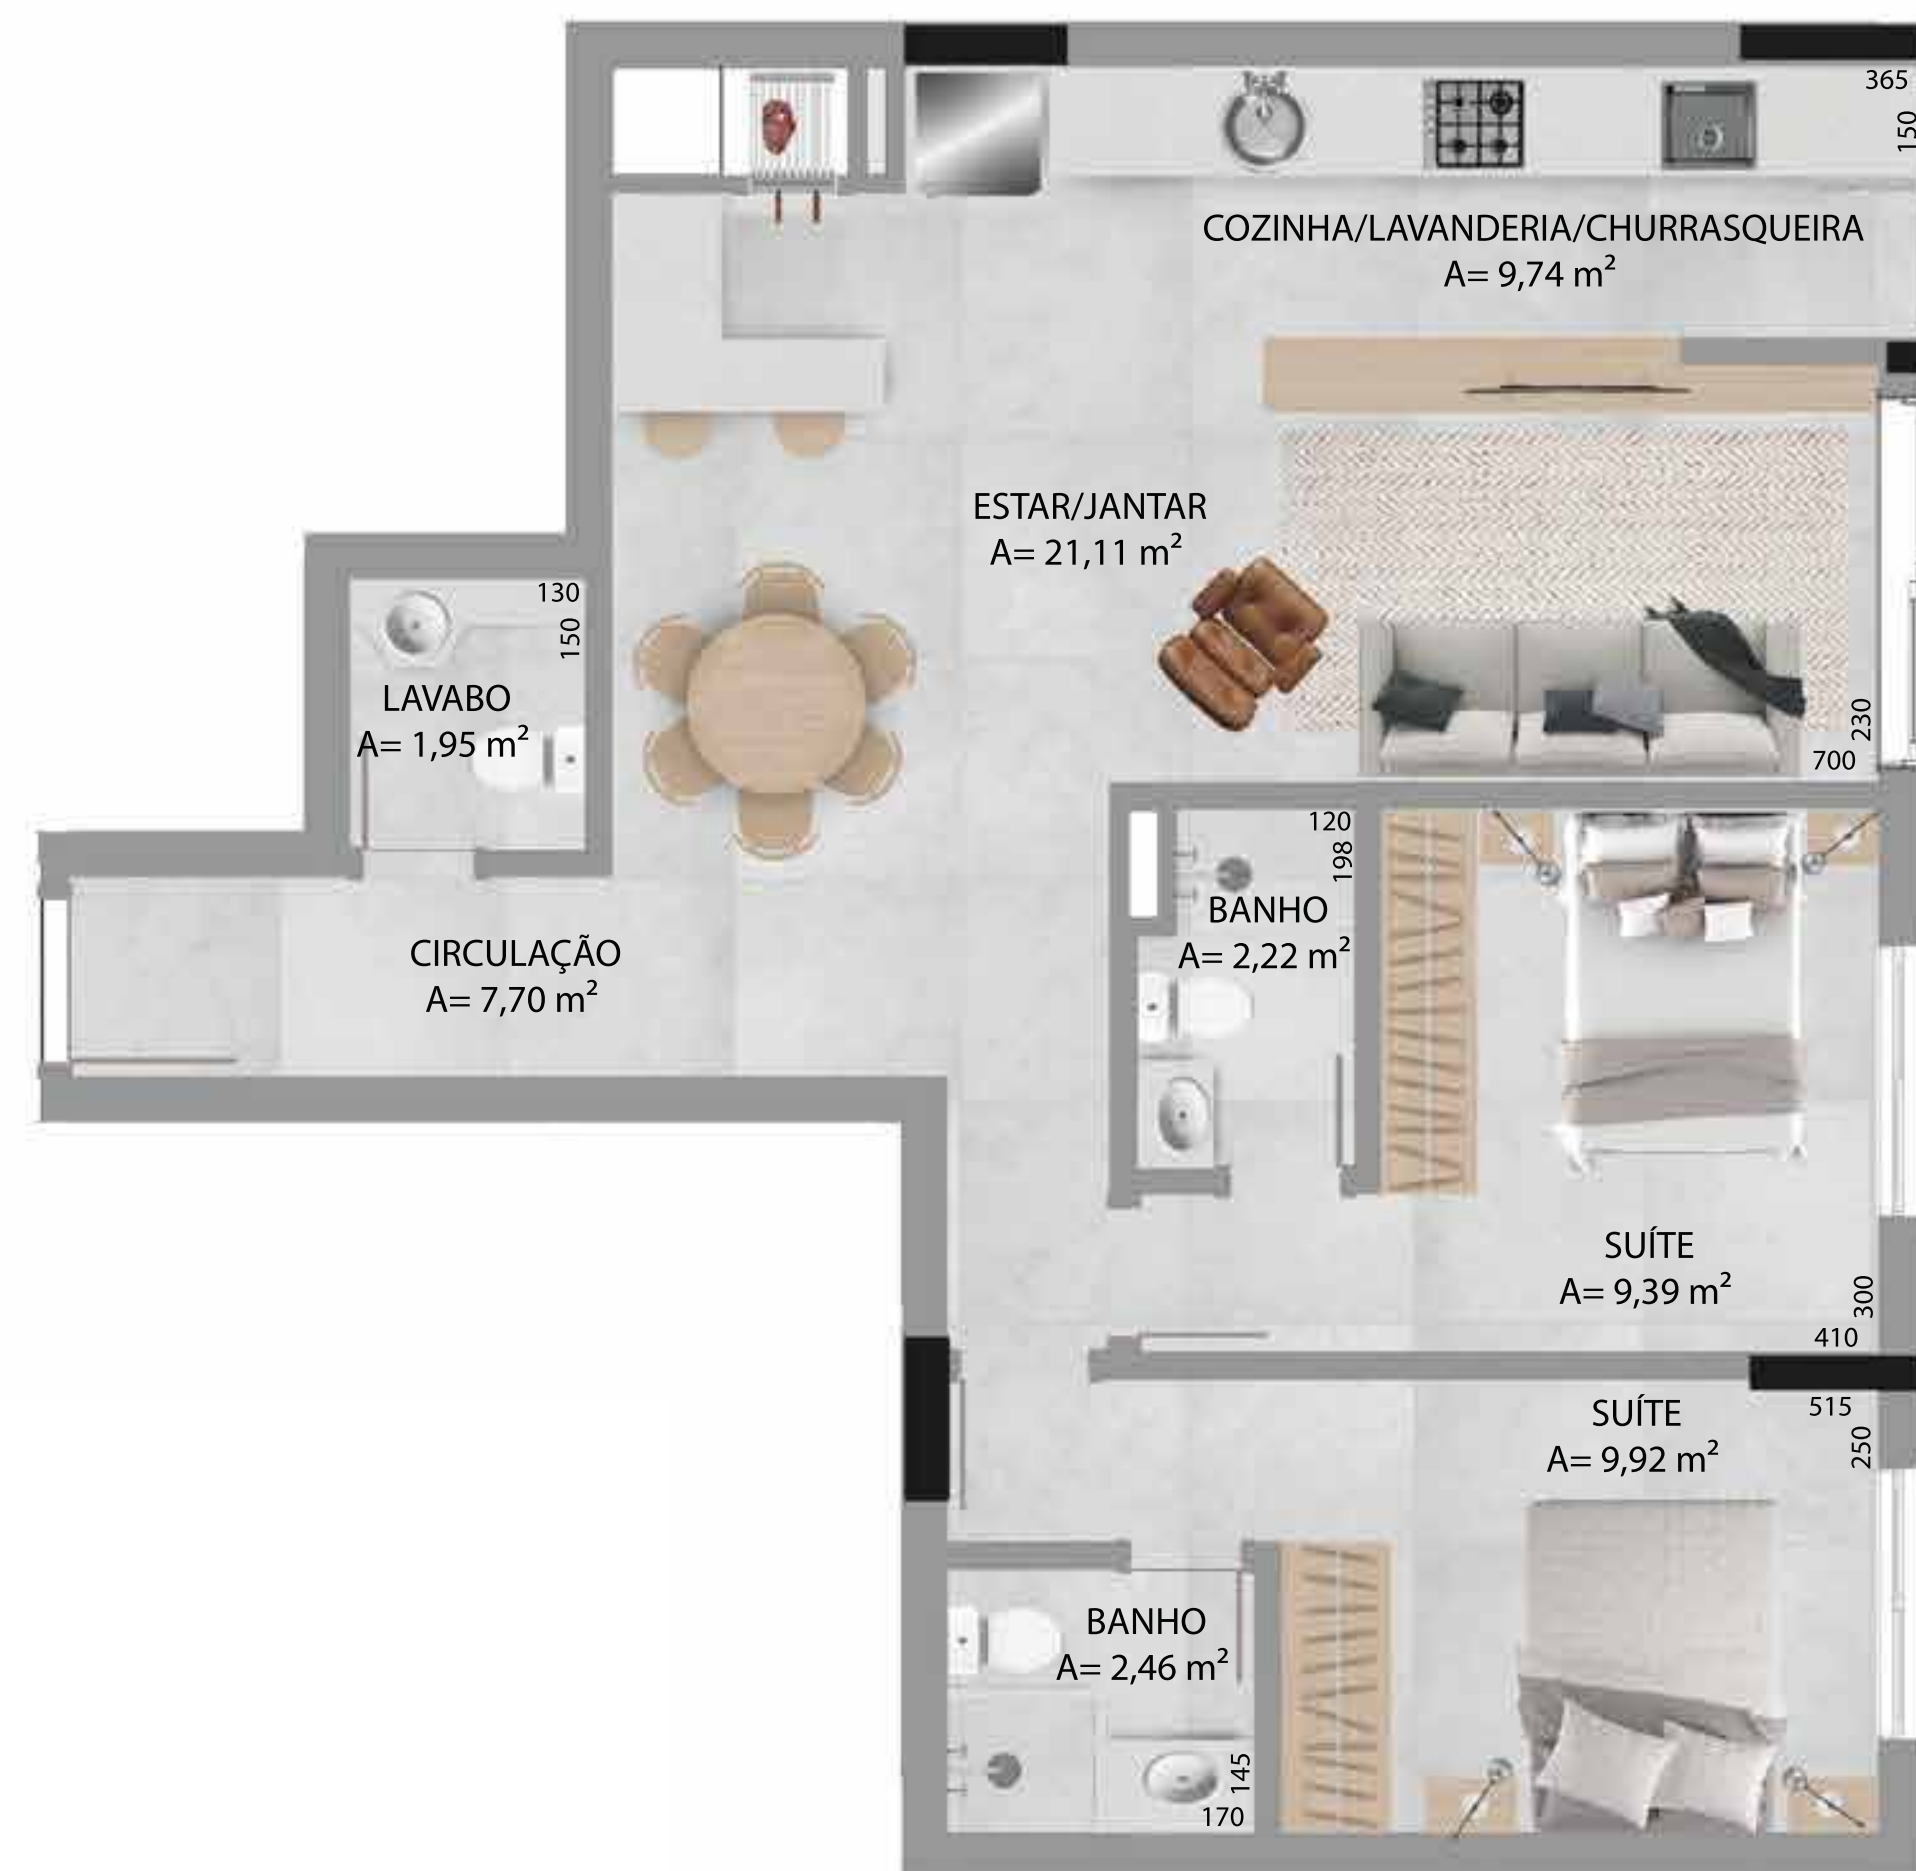 365
150
COZINHA/LAVANDERIA/CHURRASQUEIRA
A= 9,74 m²
ESTAR/JANTAR
A= 21,11 m²
130
150
LAVABO
A= 1,95 m²
230
700
120
198
BANHO
A= 2,22 m²
CIRCULAÇÃO
A= 7,70 m²
SUÍTE
A= 9,39 m²
300
410
SUÍTE
A= 9,92 m²
515
250
BANHO
A= 2,46 m²
145
170